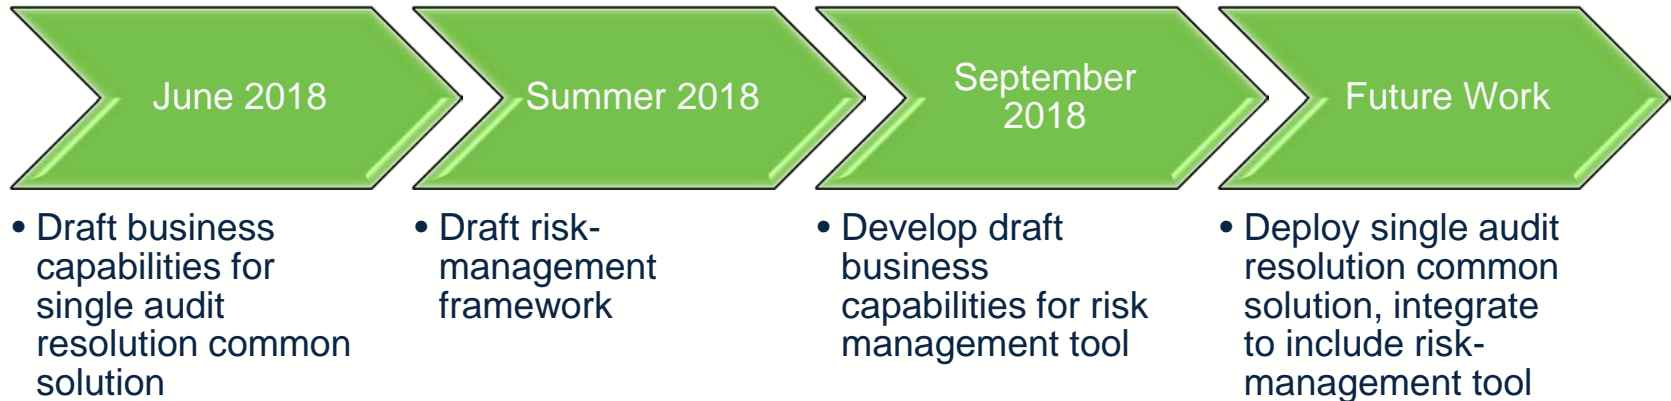 June 2018
• Draft business
capabilities for
single audit
resolution common
solution
Summer 2018
• Draft risk-
management
framework
September
2018
• Develop draft
business
capabilities for risk
management tool
Future Work
• Deploy single audit
resolution common
solution, integrate
to include risk-
management tool